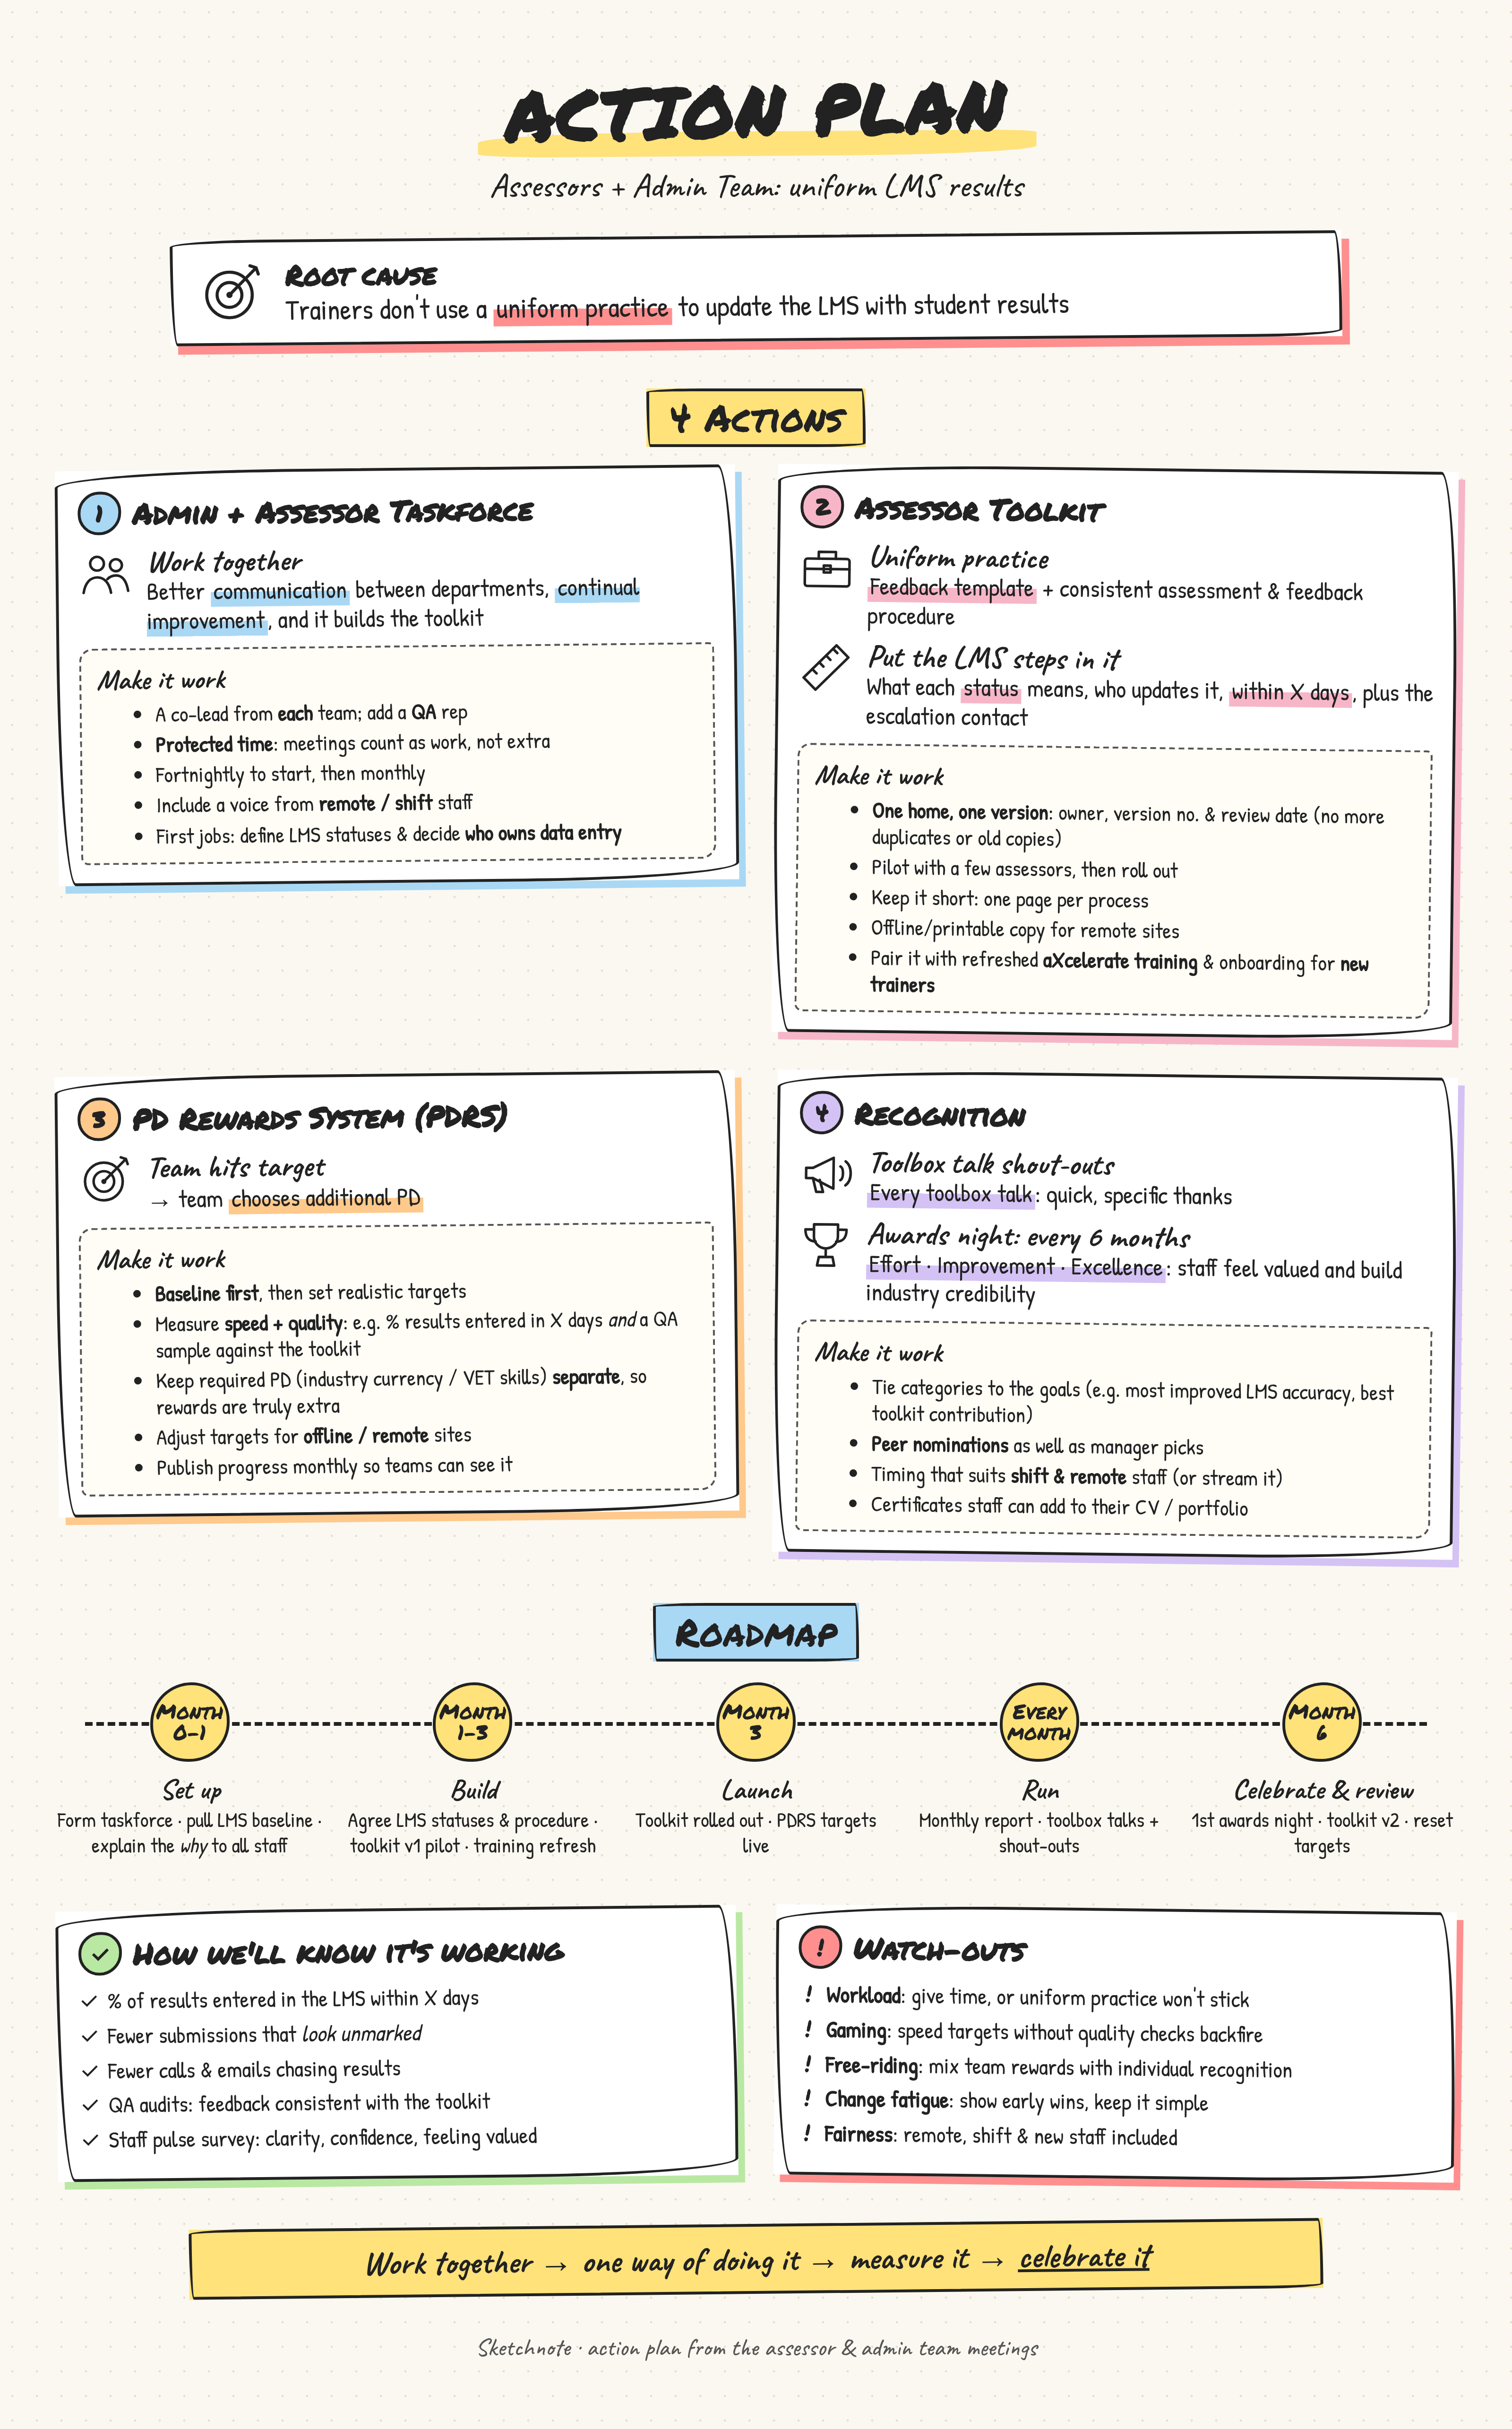 ACTION PLAN
Assessors + Admin Team: uniform LMS results
ROOT CAUSE
Trainers don't use a uniform practice to update the LMS with student results
4 ACTIONS
1 ADMIN + ASSESSOR TASKFORCE
Work together
Better communication between departments, continual
improvement, and it builds the toolkit
Make it work
• A co-lead from each team; add a QA rep
• Protected time: meetings count as work, not extra
• Fortnightly to start, then monthly
• Include a voice from remote / shift staff
• First jobs: define LMS statuses & decide who owns data entry
2 ASSESSOR TOOLKIT
Uniform practice
Feedback template + consistent assessment & feedback
procedure
Put the LMS steps in it
What each status means, who updates it, within X days, plus the
escalation contact
Make it work
• One home, one version: owner, version no. & review date (no more
duplicates or old copies)
• Pilot with a few assessors, then roll out
• Keep it short: one page per process
• Offline/printable copy for remote sites
• Pair it with refreshed aXcelerate training & onboarding for new
trainers
3 PD REWARDS SYSTEM (PDRS)
Team hits target
→ team chooses additional PD
Make it work
• Baseline first, then set realistic targets
• Measure speed + quality: e.g. % results entered in X days and a QA
sample against the toolkit
• Keep required PD (industry currency / VET skills) separate, so
rewards are truly extra
• Adjust targets for offline / remote sites
• Publish progress monthly so teams can see it
4 RECOGNITION
Toolbox talk shout-outs
Every toolbox talk: quick, specific thanks
Awards night: every 6 months
Effort · Improvement · Excellence: staff feel valued and build
industry credibility
Make it work
• Tie categories to the goals (e.g. most improved LMS accuracy, best
toolkit contribution)
• Peer nominations as well as manager picks
• Timing that suits shift & remote staff (or stream it)
• Certificates staff can add to their CV / portfolio
ROADMAP
MONTH
0-1
Set up
Form taskforce · pull LMS baseline ·
explain the why to all staff
MONTH
1-3
Build
Agree LMS statuses & procedure ·
toolkit v1 pilot · training refresh
MONTH
3
Launch
Toolkit rolled out · PDRS targets
live
EVERY
MONTH
Run
Monthly report · toolbox talks +
shout-outs
MONTH
6
Celebrate & review
1st awards night · toolkit v2 · reset
targets
✓ HOW WE'LL KNOW IT'S WORKING
✓ % of results entered in the LMS within X days
✓ Fewer submissions that look unmarked
✓ Fewer calls & emails chasing results
✓ QA audits: feedback consistent with the toolkit
✓ Staff pulse survey: clarity, confidence, feeling valued
! WATCH-OUTS
! Workload: give time, or uniform practice won't stick
! Gaming: speed targets without quality checks backfire
! Free-riding: mix team rewards with individual recognition
! Change fatigue: show early wins, keep it simple
! Fairness: remote, shift & new staff included
Work together → one way of doing it → measure it → celebrate it
Sketchnote · action plan from the assessor & admin team meetings